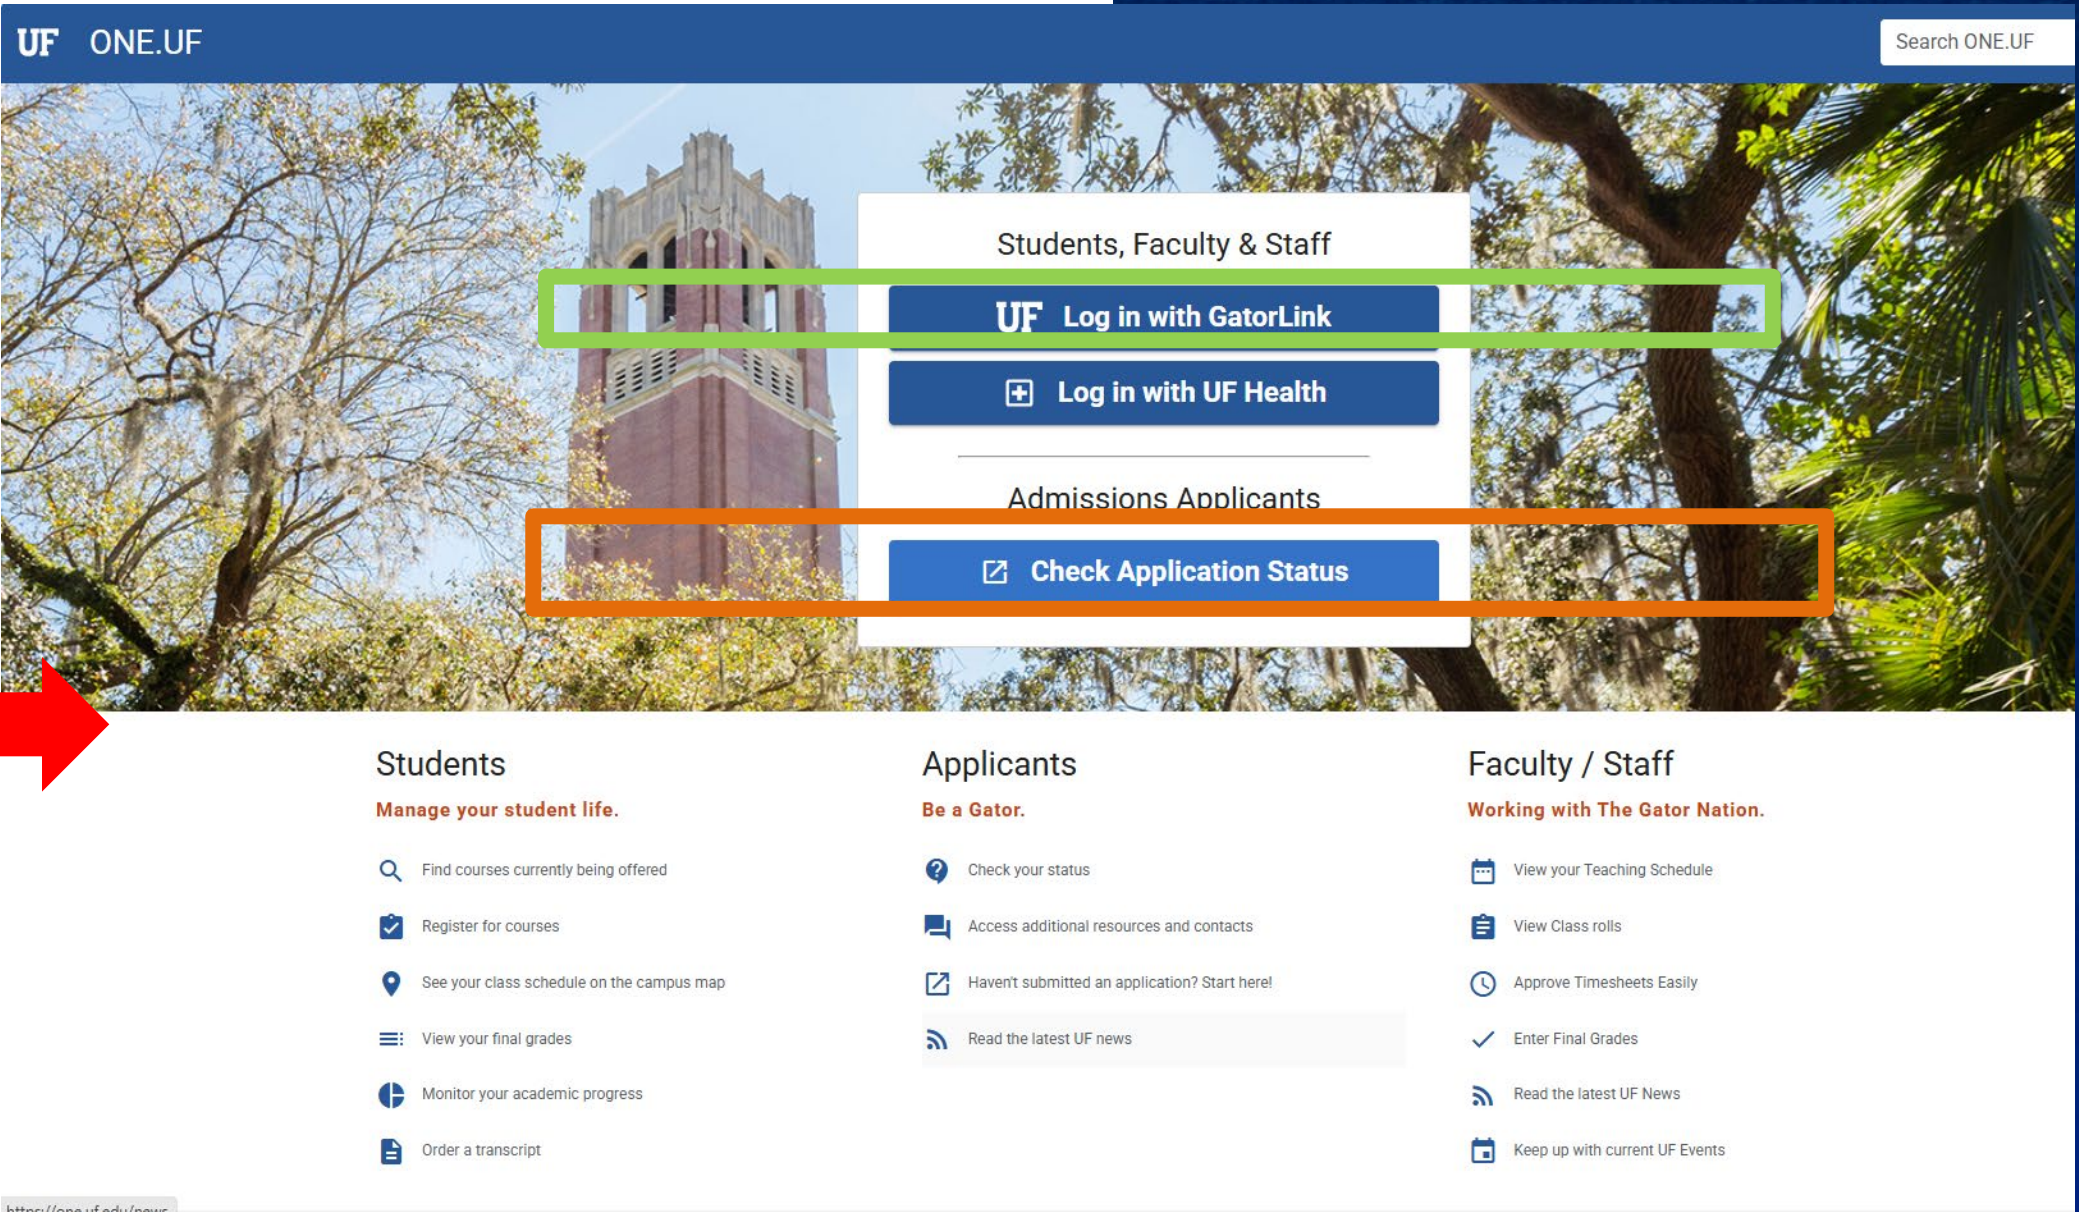 UF ONE.UF
Search ONE.UF
Students, Faculty & Staff
UF Log in with GatorLink
Log in with UF Health
Admissions Applicants
Check Application Status
Students
Manage your student life.
Find courses currently being offered
Register for courses
See your class schedule on the campus map
View your final grades
Monitor your academic progress
Order a transcript
Applicants
Be a Gator.
Check your status
Access additional resources and contacts
Haven't submitted an application? Start here!
Read the latest UF news
Faculty / Staff
Working with The Gator Nation.
View your Teaching Schedule
View Class rolls
Approve Timesheets Easily
Enter Final Grades
Read the latest UF News
Keep up with current UF Events
https://one.uf.edu/news